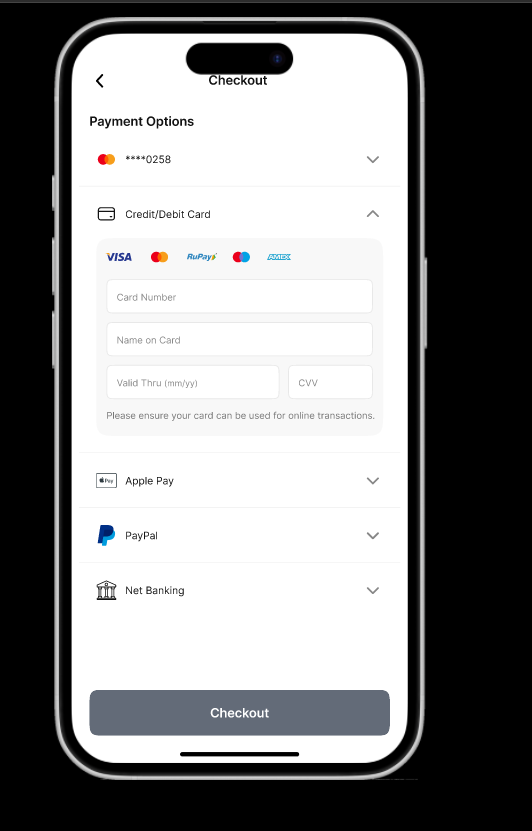 Checkout
Payment Options
****0258
Credit/Debit Card
VISA RuPay AMEX
Card Number
Name on Card
Valid Thru (mm/yy) CVV
Please ensure your card can be used for online transactions.
Pay Apple Pay
PayPal
Net Banking
Checkout